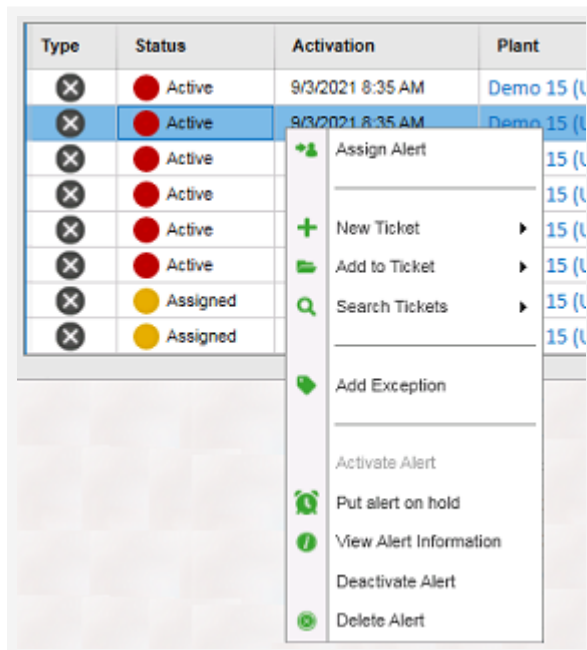 Type Status Activation Plant
Active 9/3/2021 8:35 AM Demo 15 (U
Active 9/3/2021 8:35 AM Demo 15 (U
Active 15 (U
Active 15 (U
Active 15 (U
Active 15 (U
Assigned 15 (U
Assigned 15 (U
Assign Alert
New Ticket
Add to Ticket
Search Tickets
Add Exception
Activate Alert
Put alert on hold
View Alert Information
Deactivate Alert
Delete Alert